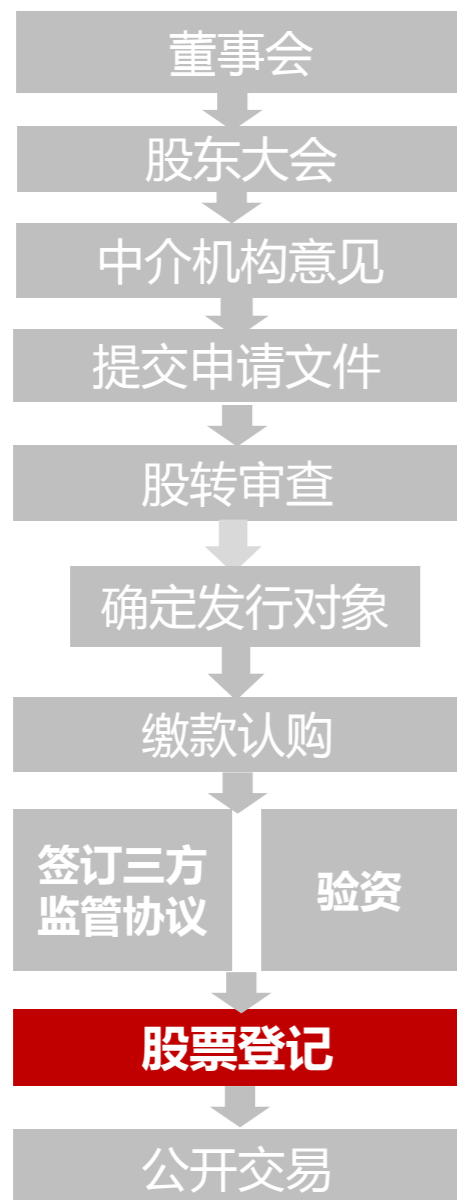 董事会
股东大会
中介机构意见
提交申请文件
股转审查
确定发行对象
缴款认购
签订三方
监管协议
验资
股票登记
公开交易